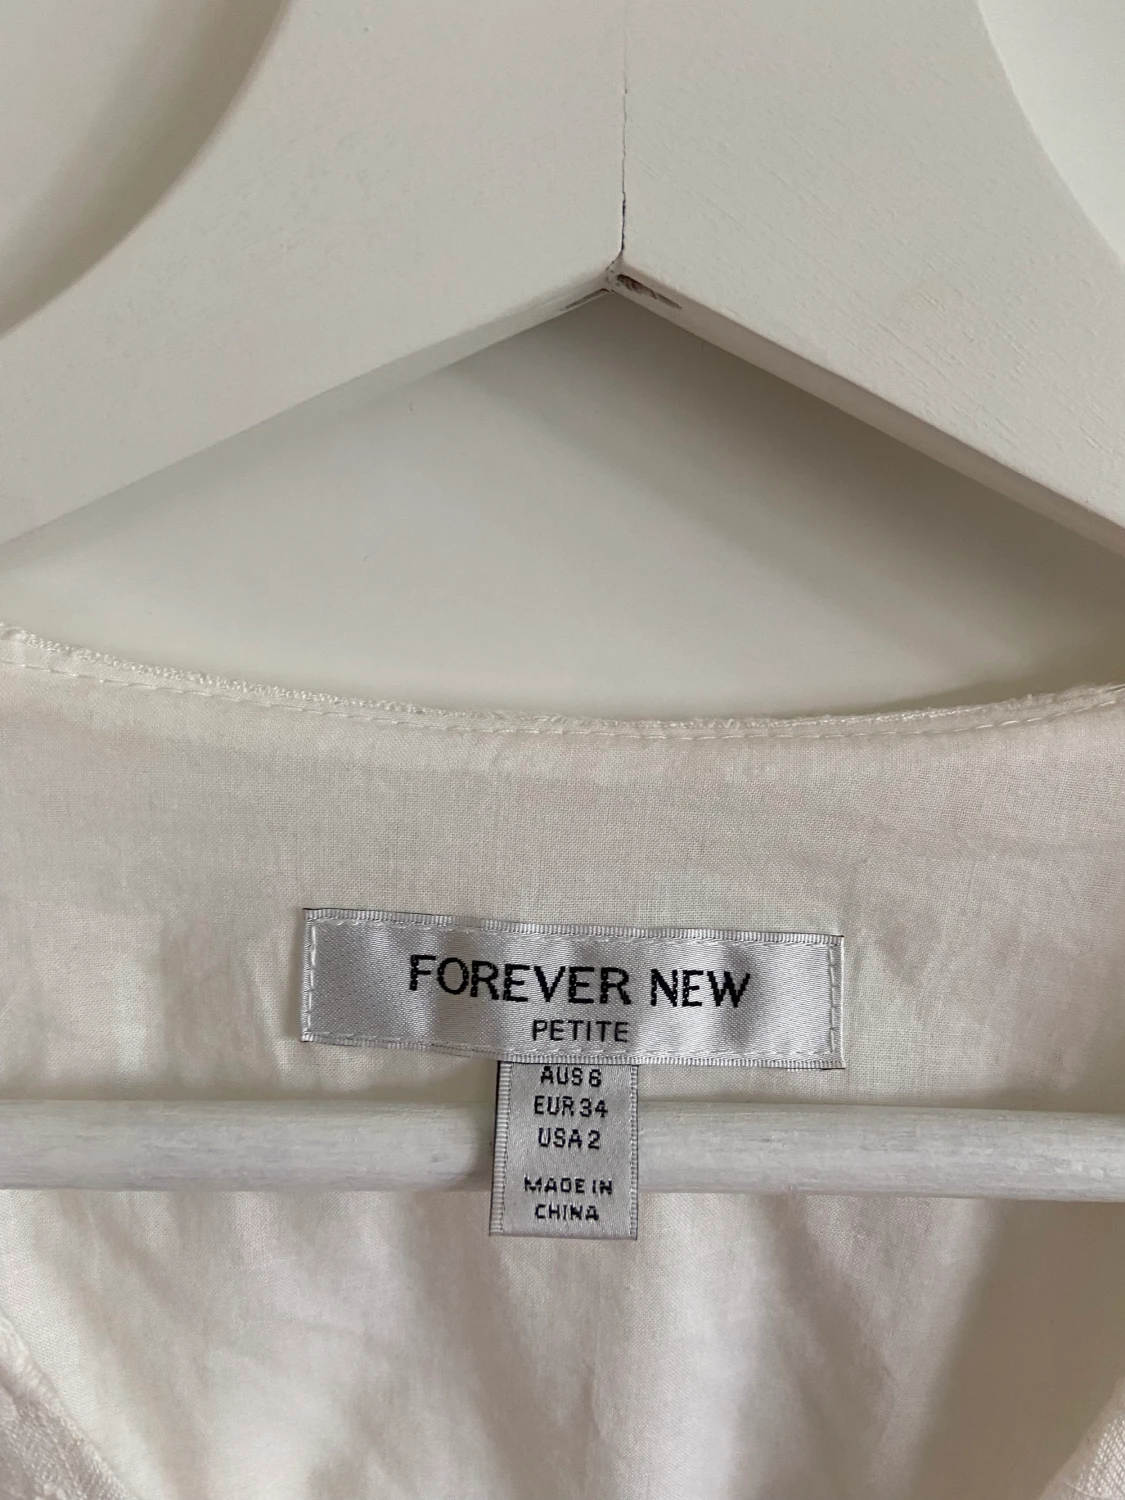 FOREVER NEW
PETITE
AUS 6
EUR 34
USA 2
MADE IN
CHINA